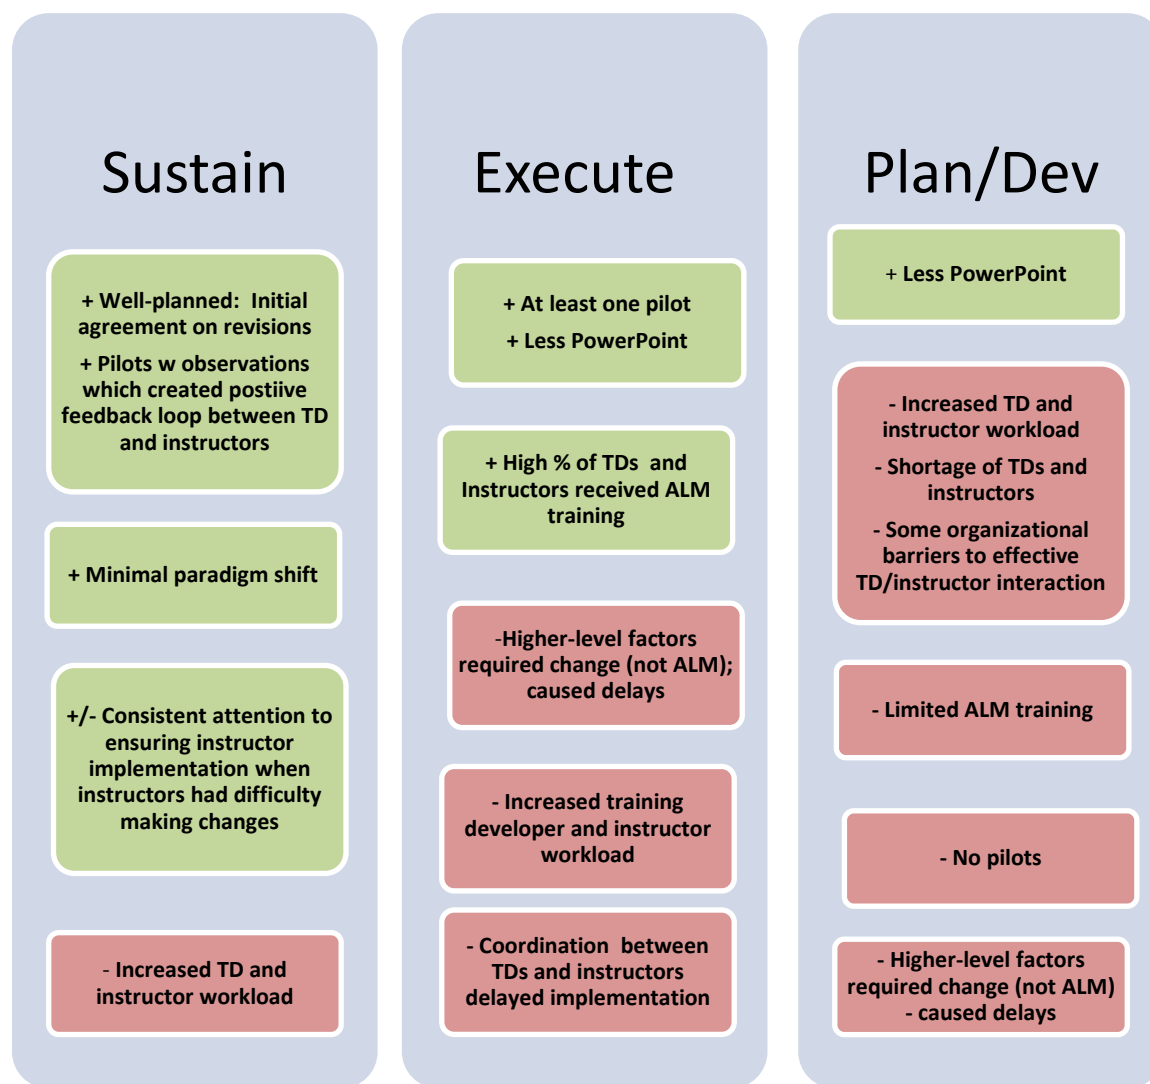 Sustain
+ Well-planned:  Initial
agreement on revisions
+ Pilots w observations
which created postiive
feedback loop between TD
and instructors
+ Minimal paradigm shift
+/- Consistent attention to
ensuring instructor
implementation when
instructors had difficulty
making changes
- Increased TD and
instructor workload
Execute
+ At least one pilot
+ Less PowerPoint
+ High % of TDs  and
Instructors received ALM
training
-Higher-level factors
required change (not ALM);
caused delays
- Increased training
developer and instructor
workload
- Coordination  between
TDs and instructors
delayed implementation
Plan/Dev
+ Less PowerPoint
- Increased TD and
instructor workload
- Shortage of TDs and
instructors
- Some organizational
barriers to effective
TD/instructor interaction
- Limited ALM training
- No pilots
- Higher-level factors
required change (not ALM)
- caused delays